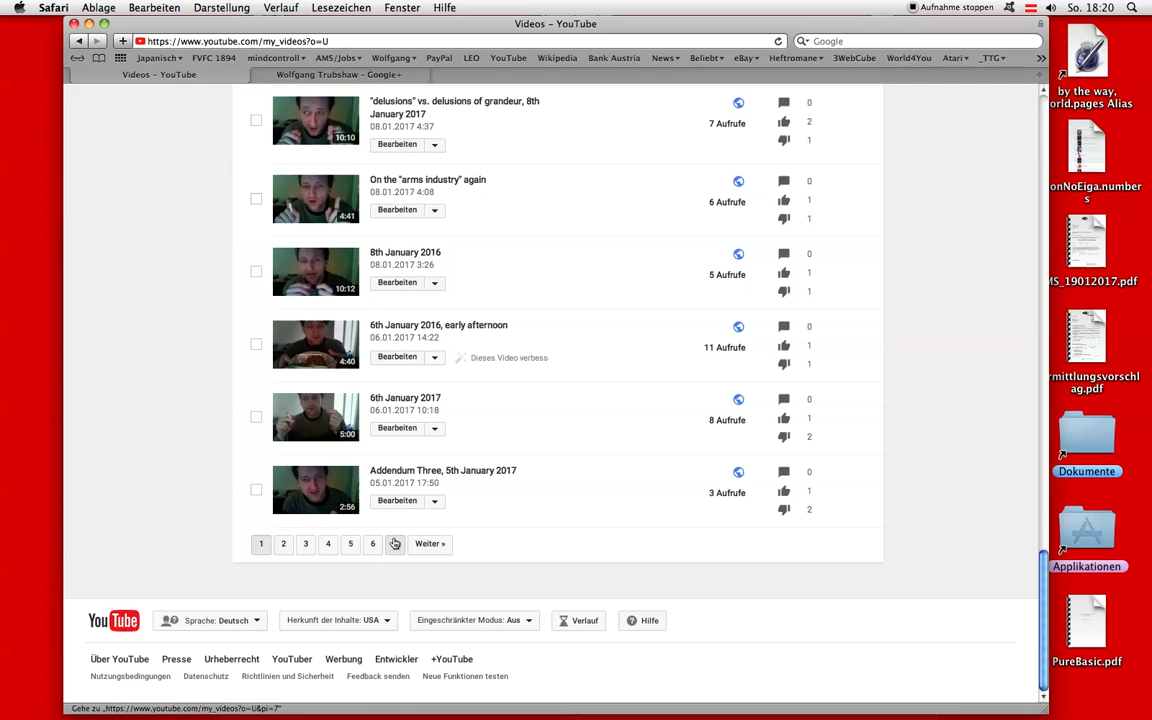 Safari Ablage Bearbeiten Darstellung Verlauf Lesezeichen Fenster Hilfe Aufnahme stoppen So. 18:20
Videos – YouTube
https://www.youtube.com/my_videos?o=U Google
Japanisch FVFC 1894 mindcontroll AMS/Jobs Wolfgang PayPal LEO YouTube Wikipedia Bank Austria News Beliebt eBay Heftromane 3WebCube World4You Atari _TTG
Videos – YouTube Wolfgang Trubshaw – Google+
"delusions" vs. delusions of grandeur, 8th
January 2017
08.01.2017 4:37
10:10
Bearbeiten
7 Aufrufe
0
2
1
On the "arms industry" again
08.01.2017 4:08
4:41
Bearbeiten
6 Aufrufe
0
1
1
8th January 2016
08.01.2017 3:26
10:12
Bearbeiten
5 Aufrufe
0
1
1
6th January 2016, early afternoon
06.01.2017 14:22
4:40
Bearbeiten
Dieses Video verbess
11 Aufrufe
0
1
1
6th January 2017
06.01.2017 10:18
5:00
Bearbeiten
8 Aufrufe
0
1
2
Addendum Three, 5th January 2017
05.01.2017 17:50
2:56
Bearbeiten
3 Aufrufe
0
1
2
1 2 3 4 5 6 Weiter »
YouTube Sprache: Deutsch Herkunft der Inhalte: USA Eingeschränkter Modus: Aus Verlauf Hilfe
Über YouTube Presse Urheberrecht YouTuber Werbung Entwickler +YouTube
Nutzungsbedingungen Datenschutz Richtlinien und Sicherheit Feedback senden Neue Funktionen testen
Gehe zu „https://www.youtube.com/my_videos?o=U&pi=7"
by the way,
orld.pages Alias
onNoEiga.number
s
MS_19012017.pdf
rmittlungsvorschl
ag.pdf
Dokumente
Applikationen
PureBasic.pdf